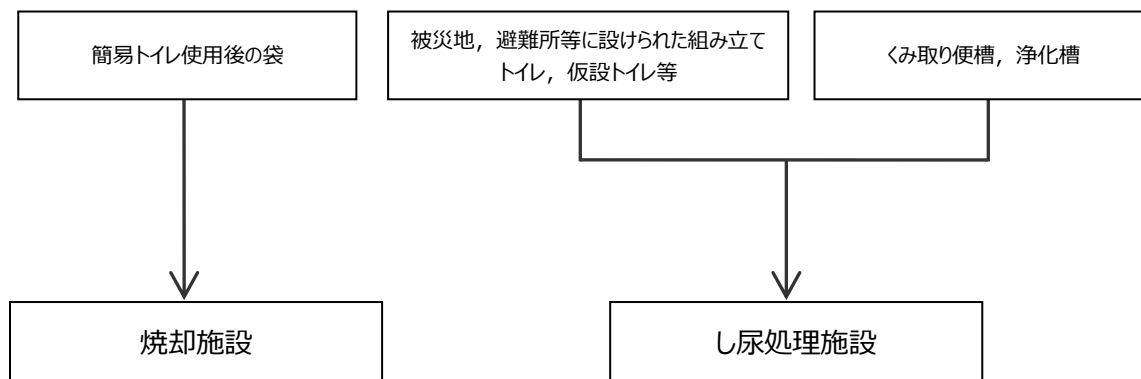 簡易トイレ使用後の袋
被災地，避難所等に設けられた組み立て
トイレ，仮設トイレ等
くみ取り便槽，浄化槽
焼却施設
し尿処理施設